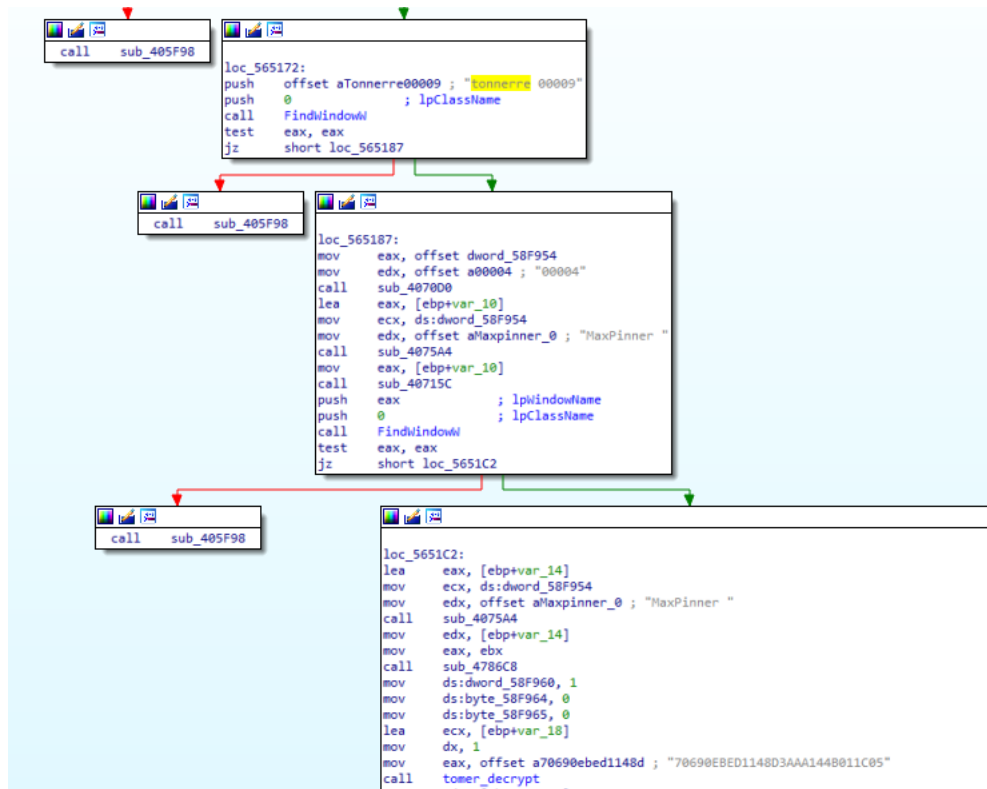 call sub_405F98
loc_565172:
push offset aTonnerre00009 ; "tonnerre 00009"
push 0 ; lpClassName
call FindWindowW
test eax, eax
jz short loc_565187
call sub_405F98
loc_565187:
mov eax, offset dword_58F954
mov edx, offset a00004 ; "00004"
call sub_4070D0
lea eax, [ebp+var_10]
mov ecx, ds:dword_58F954
mov edx, offset aMaxpinner_0 ; "MaxPinner "
call sub_4075A4
mov eax, [ebp+var_10]
call sub_40715C
push eax ; lpWindowName
push 0 ; lpClassName
call FindWindowW
test eax, eax
jz short loc_5651C2
call sub_405F98
loc_5651C2:
lea eax, [ebp+var_14]
mov ecx, ds:dword_58F954
mov edx, offset aMaxpinner_0 ; "MaxPinner "
call sub_4075A4
mov edx, [ebp+var_14]
mov eax, ebx
call sub_4786C8
mov ds:dword_58F960, 1
mov ds:byte_58F964, 0
mov ds:byte_58F965, 0
lea ecx, [ebp+var_18]
mov dx, 1
mov eax, offset a70690ebed1148d ; "70690EBED1148D3AAA144B011C05"
call tomer_decrypt